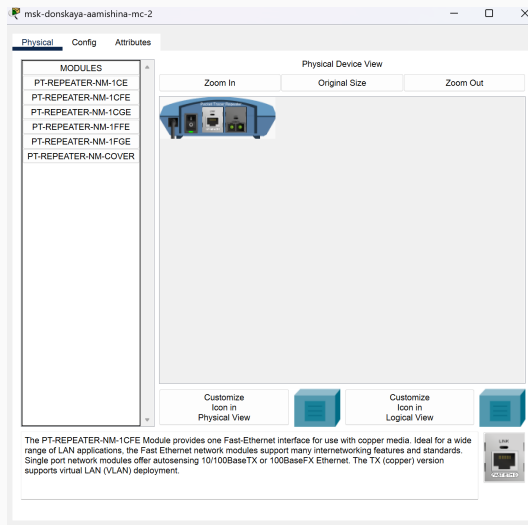 msk-donskaya-aamishina-mc-2
Physical Config Attributes
MODULES
PT-REPEATER-NM-1CE
PT-REPEATER-NM-1CFE
PT-REPEATER-NM-1CGE
PT-REPEATER-NM-1FFE
PT-REPEATER-NM-1FGE
PT-REPEATER-NM-COVER
Physical Device View
Zoom In Original Size Zoom Out
Customize
Icon in
Physical View
Customize
Icon in
Logical View
The PT-REPEATER-NM-1CFE Module provides one Fast-Ethernet interface for use with copper media. Ideal for a wide
range of LAN applications, the Fast Ethernet network modules support many internetworking features and standards.
Single port network modules offer autosensing 10/100BaseTX or 100BaseFX Ethernet. The TX (copper) version
supports virtual LAN (VLAN) deployment.
LINK